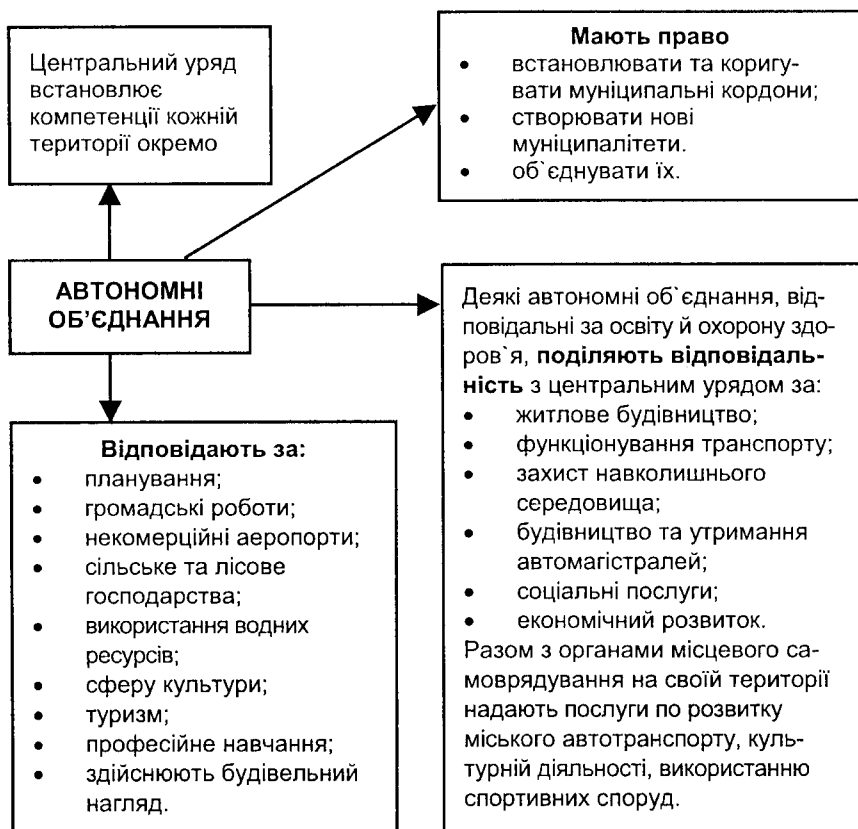 Центральний уряд
встановлює
компетенції кожній
території окремо
Мають право
• встановлювати та коригу-
вати муніципальні кордони;
• створювати нові
муніципалітети.
• об`єднувати їх.
АВТОНОМНІ
ОБ’ЄДНАННЯ
Деякі автономні об`єднання, від-
повідальні за освіту й охорону здо-
ров`я, поділяють відповідаль-
ність з центральним урядом за:
• житлове будівництво;
• функціонування транспорту;
• захист навколишнього
середовища;
• будівництво та утримання
автомагістралей;
• соціальні послуги;
• економічний розвиток.
Разом з органами місцевого са-
моврядування на своїй території
надають послуги по розвитку
міського автотранспорту, куль-
турній діяльності, використанню
спортивних споруд.
Відповідають за:
• планування;
• громадські роботи;
• некомерційні аеропорти;
• сільське та лісове
господарства;
• використання водних
ресурсів;
• сферу культури;
• туризм;
• професійне навчання;
• здійснюють будівельний
нагляд.